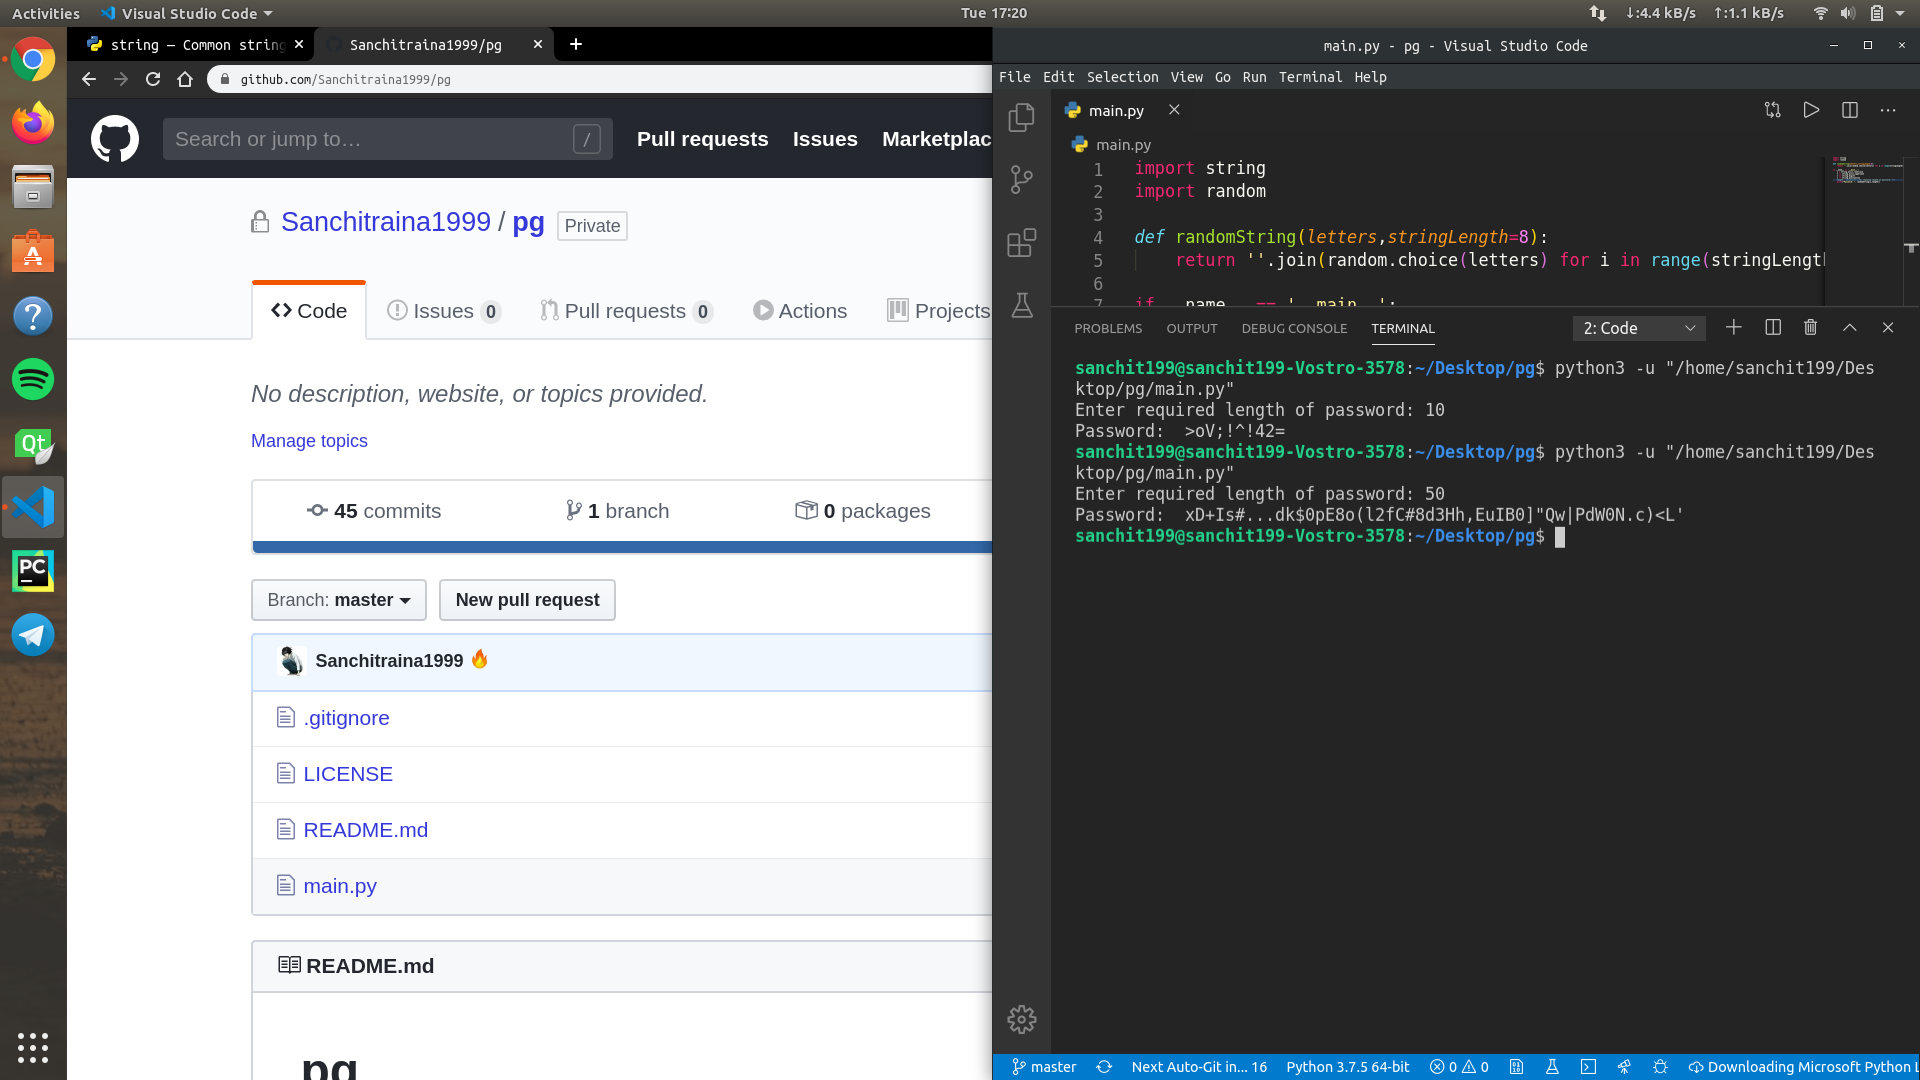 Activities
Visual Studio Code
Tue 17:20
↓:4.4 kB/s ↑:1.1 kB/s
string — Common string
Sanchitraina1999/pg
github.com/Sanchitraina1999/pg
Search or jump to…
/
Pull requests
Issues
Marketplac
Sanchitraina1999 / pg
Private
Code
Issues 0
Pull requests 0
Actions
Projects
No description, website, or topics provided.
Manage topics
45 commits
1 branch
0 packages
Branch: master
New pull request
Sanchitraina1999 🔥
.gitignore
LICENSE
README.md
main.py
README.md
pg
Qt
PC
main.py - pg - Visual Studio Code
File Edit Selection View Go Run Terminal Help
main.py
main.py
1 import string
2 import random
3
4 def randomString(letters,stringLength=8):
5 return ''.join(random.choice(letters) for i in range(stringLength
6
7 if __name__ == '__main__':
PROBLEMS OUTPUT DEBUG CONSOLE TERMINAL
2: Code
sanchit199@sanchit199-Vostro-3578:~/Desktop/pg$ python3 -u "/home/sanchit199/Des
ktop/pg/main.py"
Enter required length of password: 10
Password:  >oV;!^!42=
sanchit199@sanchit199-Vostro-3578:~/Desktop/pg$ python3 -u "/home/sanchit199/Des
ktop/pg/main.py"
Enter required length of password: 50
Password:  xD+Is#...dk$0pE8o(l2fC#8d3Hh,EuIB0]"Qw|PdW0N.c)<L'
sanchit199@sanchit199-Vostro-3578:~/Desktop/pg$
master
Next Auto-Git in... 16
Python 3.7.5 64-bit
0 0
Downloading Microsoft Python L